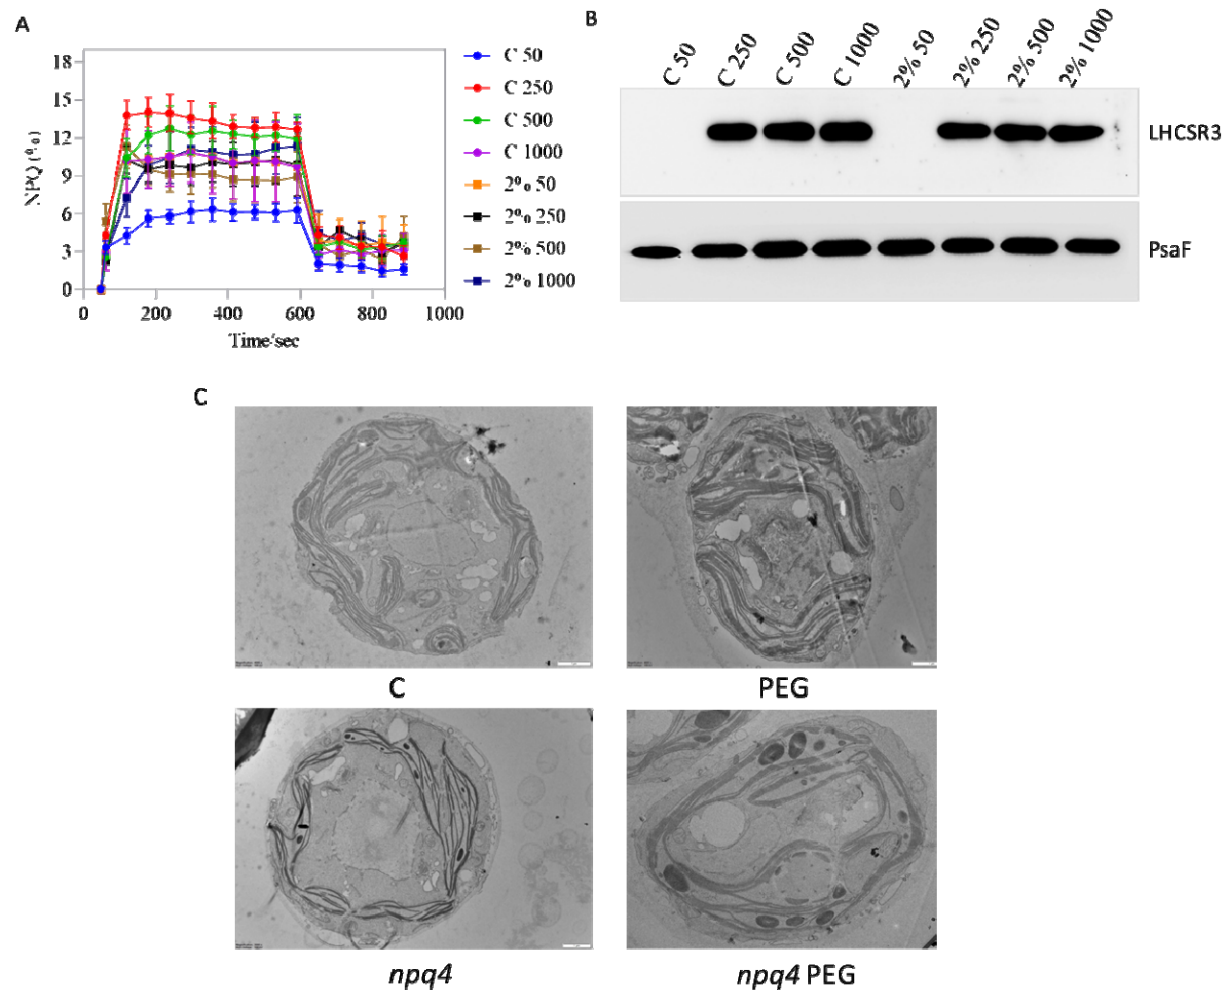 A
NPQ (%)
18
15
12
9
6
3
0
0 200 400 600 800 1000
Time/sec
C 50
C 250
C 500
C 1000
2% 50
2% 250
2% 500
2% 1000
B
C 50 C 250 C 500 C 1000 2% 50 2% 250 2% 500 2% 1000
LHCSR3
PsaF
C
C PEG
npq4 npq4 PEG